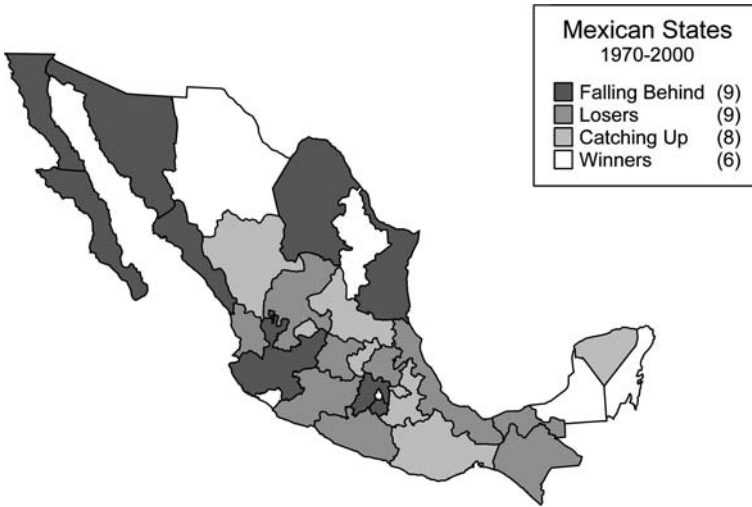 Mexican States
1970-2000
Falling Behind (9)
Losers (9)
Catching Up (8)
Winners (6)